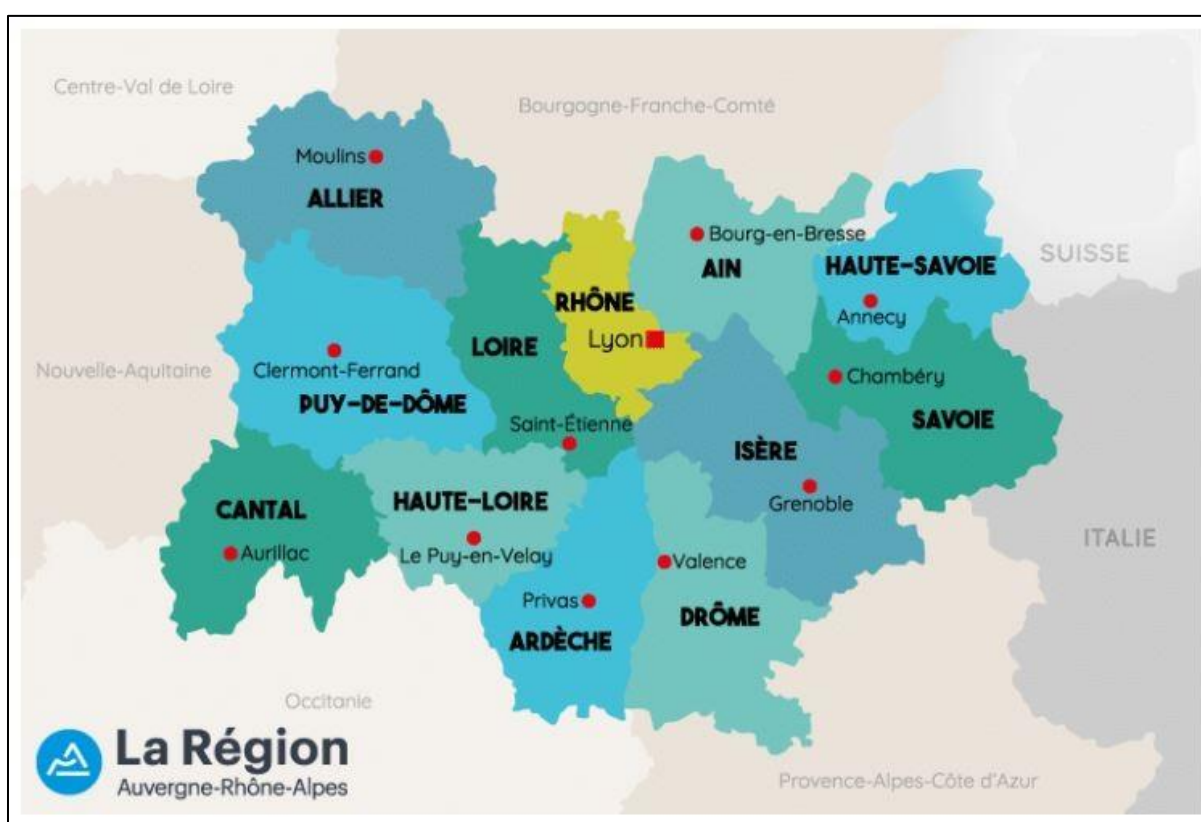 Centre-Val de Loire
Bourgogne-Franche-Comté
Moulins
ALLIER
Bourg-en-Bresse
AIN
HAUTE-SAVOIE
SUISSE
RHÔNE
Annecy
LOIRE
Lyon
Nouvelle-Aquitaine
Clermont-Ferrand
PUY-DE-DÔME
Chambéry
SAVOIE
Saint-Étienne
ISÈRE
CANTAL
HAUTE-LOIRE
Grenoble
ITALIE
Aurillac
Le Puy-en-Velay
Valence
Privas
DRÔME
ARDÈCHE
Occitanie
La Région
Auvergne-Rhône-Alpes
Provence-Alpes-Côte d'Azur